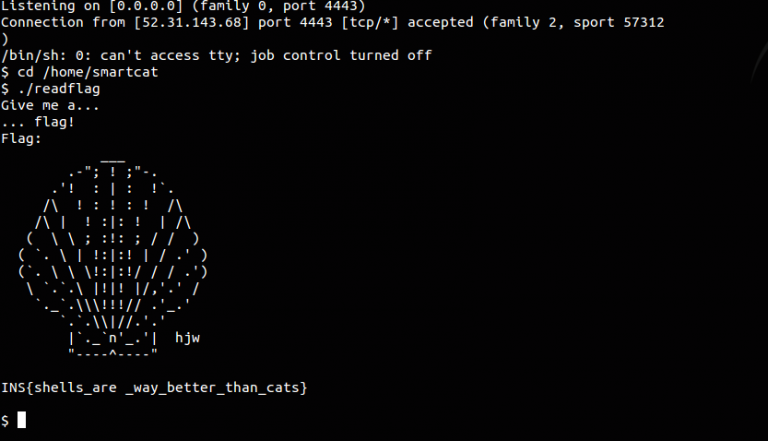 Listening on [0.0.0.0] (family 0, port 4443)
Connection from [52.31.143.68] port 4443 [tcp/*] accepted (family 2, sport 57312
)
/bin/sh: 0: can't access tty; job control turned off
$ cd /home/smartcat
$ ./readflag
Give me a...
... flag!
Flag:
            ___
        .-"; ! ;"-.
      .'!  : | :  !`.
     /\  ! : ! : !  /\
    /\ |  ! :|: !  | /\
   (  \ \ ; :!: ; / /  )
  ( `. \ | !:|:! | / .' )
  (`. \ \ \!:|:!/ / / .')
   \ `.`.\ |!|! |/,'.' /
    `._`.\\\!!!// .'_.'
       `.`.\\|//.'.'
        |`._`n'_.'|  hjw
        "----^----"
INS{shells_are _way_better_than_cats}
$